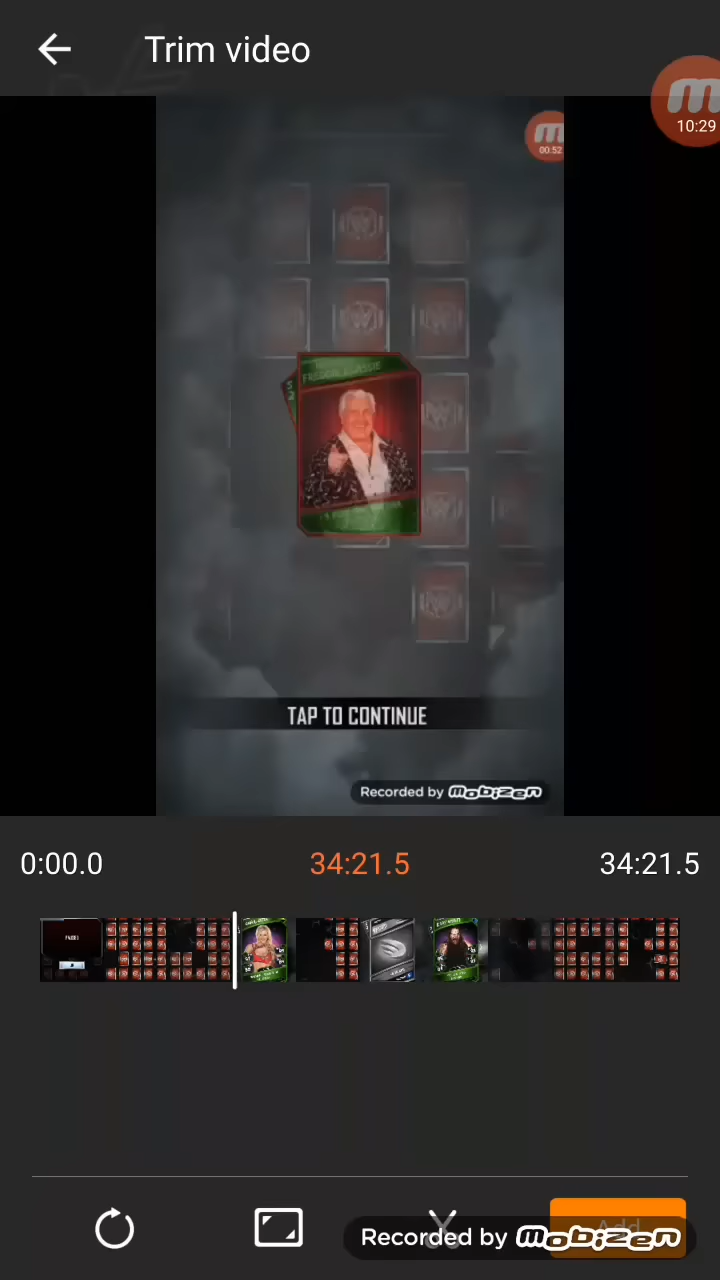 Trim video
m
10:29
m
00:52
TAP TO CONTINUE
Recorded by mobizen
0:00.0
34:21.5
34:21.5
Add
Recorded by mobizen